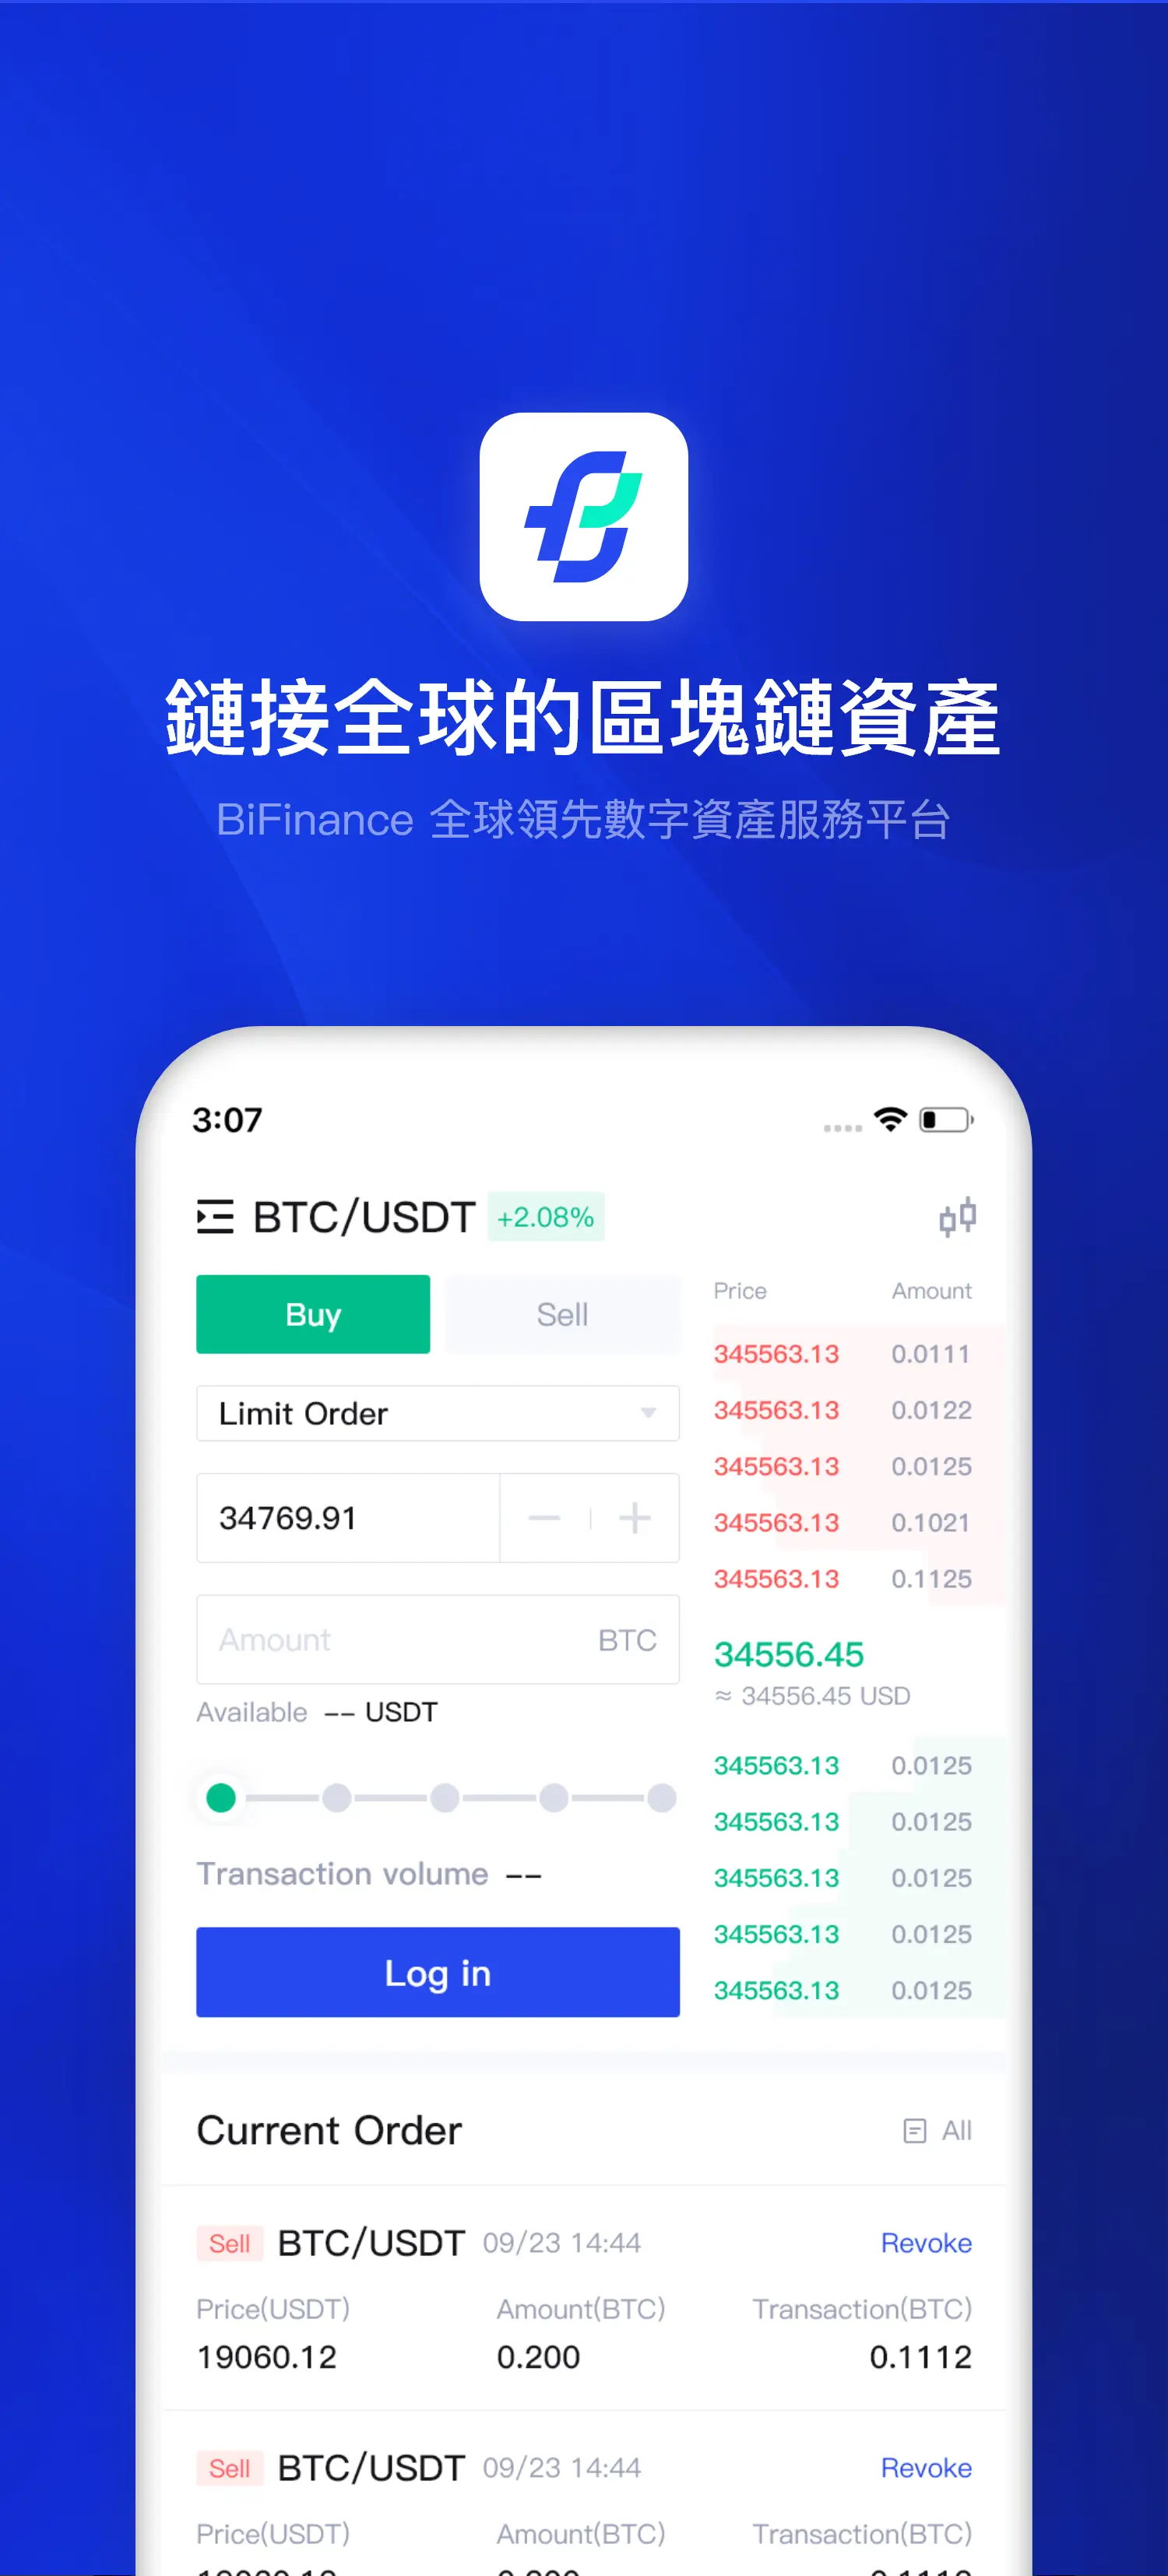 鏈接全球的區塊鏈資產
BiFinance 全球領先數字資產服務平台
3:07
BTC/USDT +2.08%
Buy Sell
Limit Order
34769.91
Amount BTC
Available -- USDT
Transaction volume --
Log in
Price Amount
345563.13 0.0111
345563.13 0.0122
345563.13 0.0125
345563.13 0.1021
345563.13 0.1125
34556.45
≈ 34556.45 USD
345563.13 0.0125
345563.13 0.0125
345563.13 0.0125
345563.13 0.0125
345563.13 0.0125
Current Order All
Sell BTC/USDT 09/23 14:44 Revoke
Price(USDT) Amount(BTC) Transaction(BTC)
19060.12 0.200 0.1112
Sell BTC/USDT 09/23 14:44 Revoke
Price(USDT) Amount(BTC) Transaction(BTC)